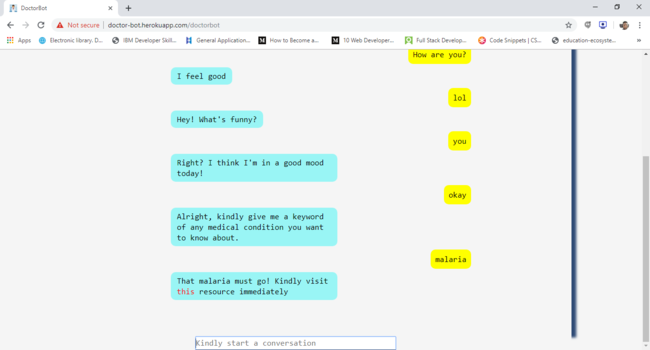 DoctorBot
Not secure | doctor-bot.herokuapp.com/doctorbot
Apps Electronic library. D... IBM Developer Skill... General Application... How to Become a... 10 Web Developer... Full Stack Develop... Code Snippets | CS... education-ecosyste... »
How are you?
I feel good
lol
Hey! What's funny?
you
Right? I think I'm in a good mood
today!
okay
Alright, kindly give me a keyword
of any medical condition you want
to know about.
malaria
That malaria must go! Kindly visit
this resource immediately
Kindly start a conversation